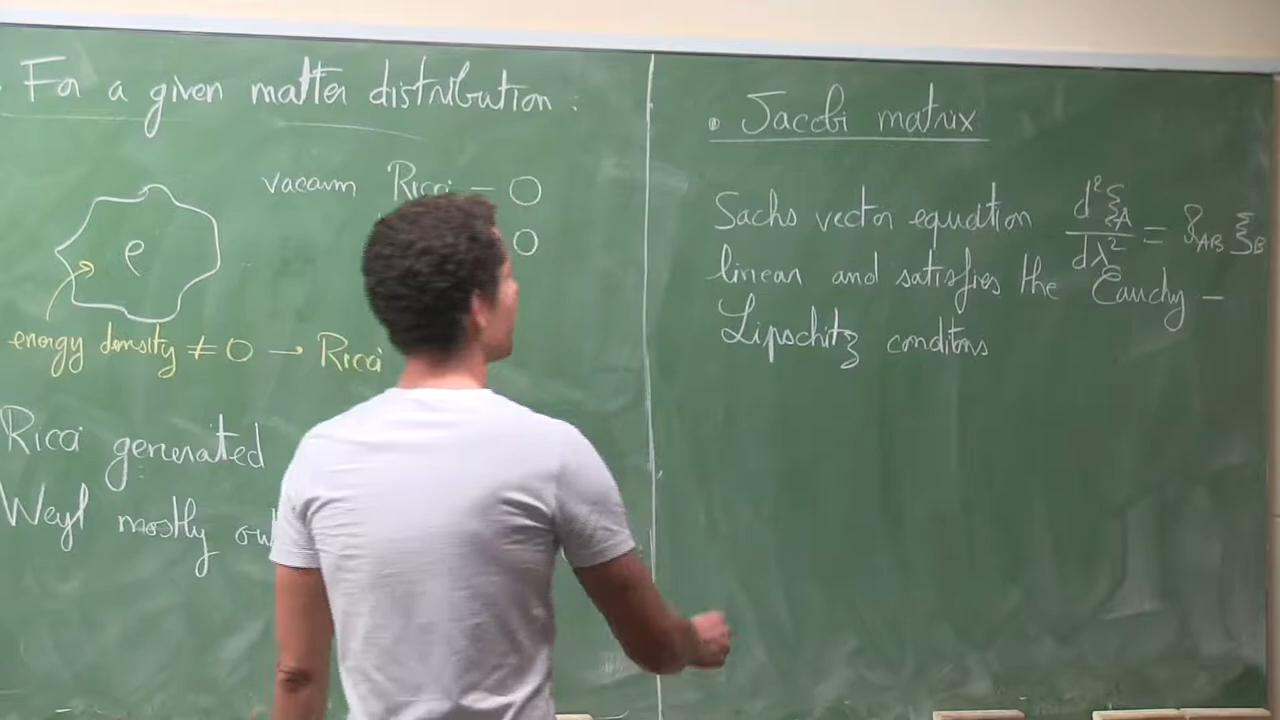 For a given matter distribution :
vacuum Ricci = 0
0
e
energy density ≠ 0 → Ricci
Ricci generated
Weyl mostly
• Jacobi matrix
Sachs vector equation d²ξ_A/dλ² = 𝓡_AB ξ_B
linear and satisfies the Cauchy –
Lipschitz conditions